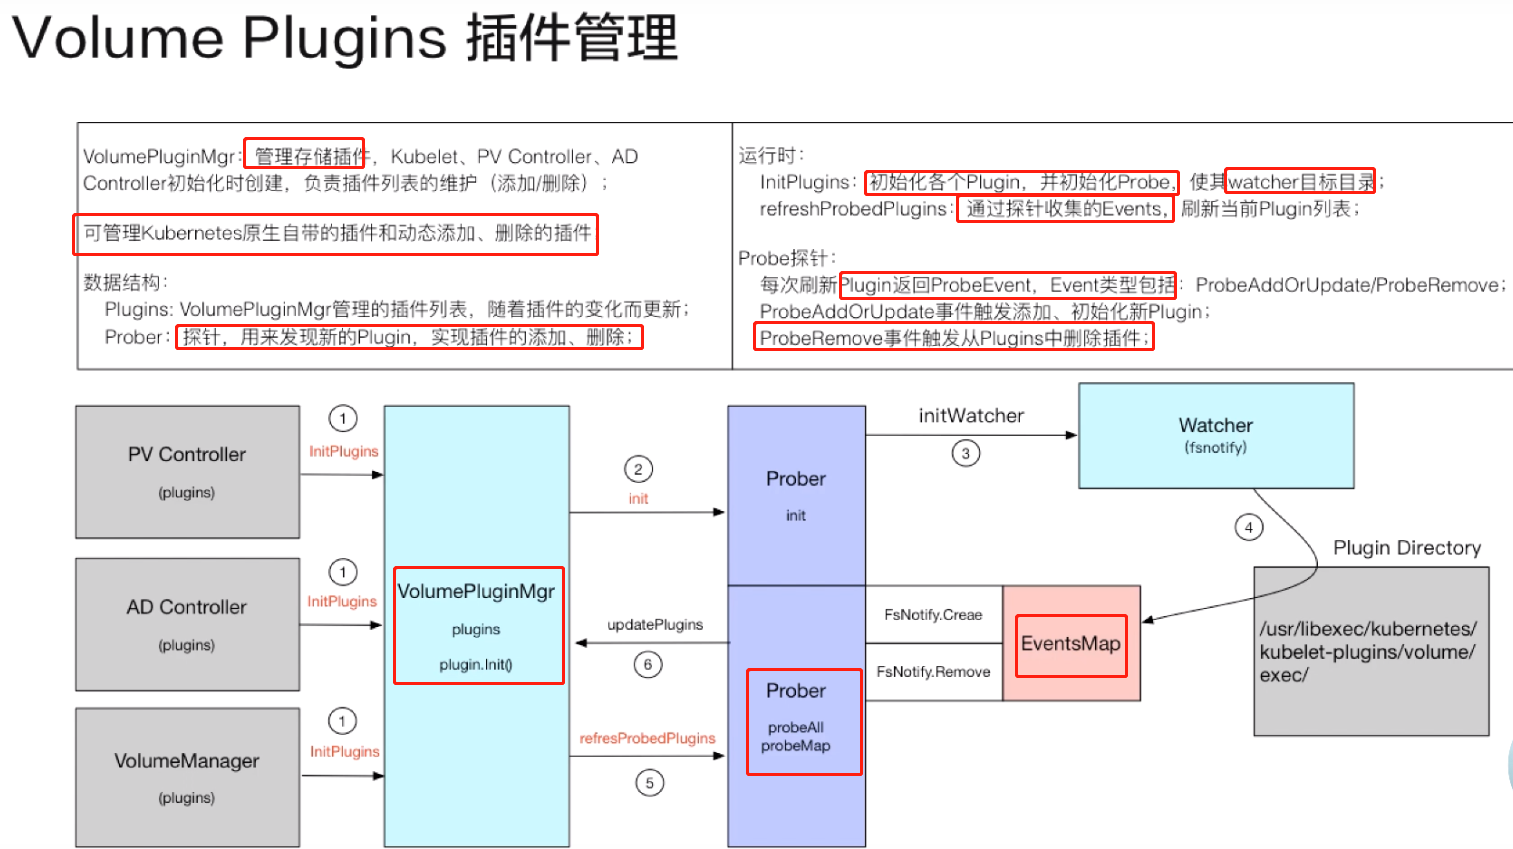 Volume Plugins 插件管理
VolumePluginMgr：管理存储插件，Kubelet、PV Controller、AD
Controller初始化时创建，负责插件列表的维护（添加/删除）；
可管理Kubernetes原生自带的插件和动态添加、删除的插件
数据结构：
Plugins: VolumePluginMgr管理的插件列表，随着插件的变化而更新；
Prober：探针，用来发现新的Plugin，实现插件的添加、删除；
运行时：
InitPlugins：初始化各个Plugin，并初始化Probe，使其watcher目标目录；
refreshProbedPlugins：通过探针收集的Events，刷新当前Plugin列表；
Probe探针：
每次刷新Plugin返回ProbeEvent，Event类型包括：ProbeAddOrUpdate/ProbeRemove；
ProbeAddOrUpdate事件触发添加、初始化新Plugin；
ProbeRemove事件触发从Plugins中删除插件；
PV Controller
(plugins)
1
InitPlugins
AD Controller
(plugins)
1
InitPlugins
VolumeManager
(plugins)
1
InitPlugins
VolumePluginMgr
plugins
plugin.Init()
2
init
updatePlugins
6
refresProbedPlugins
5
Prober
init
Prober
probeAll
probeMap
initWatcher
3
Watcher
(fsnotify)
4
FsNotify.Creae
FsNotify.Remove
EventsMap
Plugin Directory
/usr/libexec/kubernetes/
kubelet-plugins/volume/
exec/